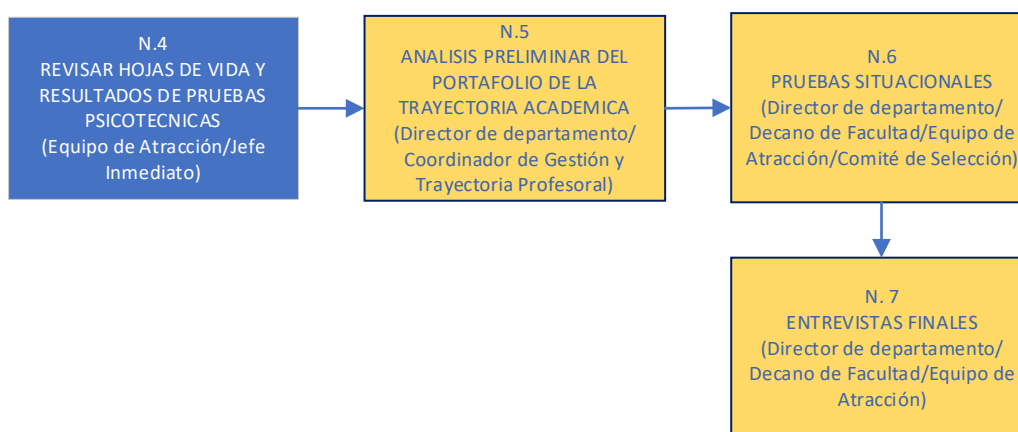 N.4
REVISAR HOJAS DE VIDA Y
RESULTADOS DE PRUEBAS
PSICOTECNICAS
(Equipo de Atracción/Jefe
Inmediato)
N.5
ANALISIS PRELIMINAR DEL
PORTAFOLIO DE LA
TRAYECTORIA ACADEMICA
(Director de departamento/
Coordinador de Gestión y
Trayectoria Profesoral)
N.6
PRUEBAS SITUACIONALES
(Director de departamento/
Decano de Facultad/Equipo de
Atracción/Comité de Selección)
N. 7
ENTREVISTAS FINALES
(Director de departamento/
Decano de Facultad/Equipo de
Atracción)